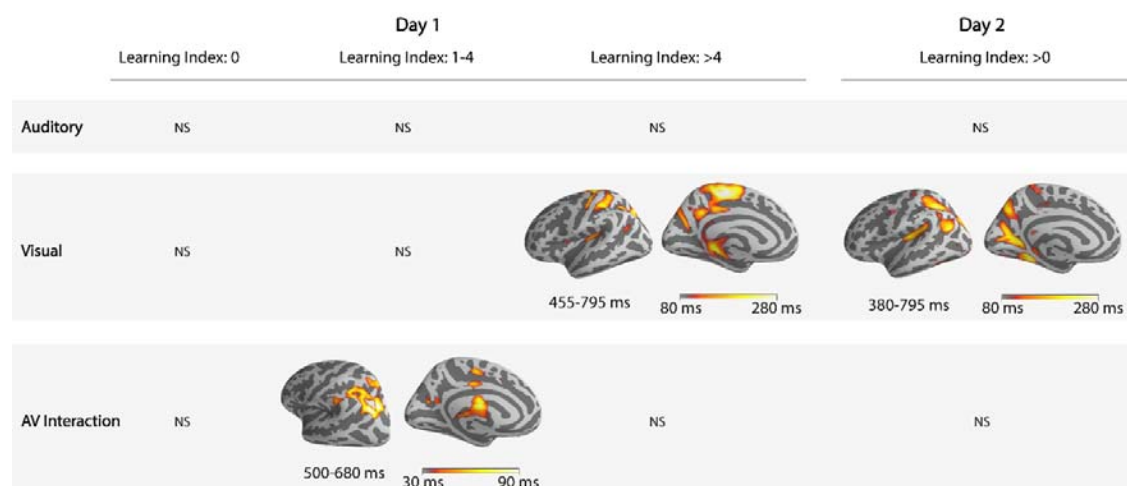 Day 1 Day 2
Learning Index: 0 Learning Index: 1-4 Learning Index: >4 Learning Index: >0
Auditory NS NS NS NS
Visual NS NS
455-795 ms 80 ms 280 ms 380-795 ms 80 ms 280 ms
AV Interaction NS NS NS
500-680 ms 30 ms 90 ms